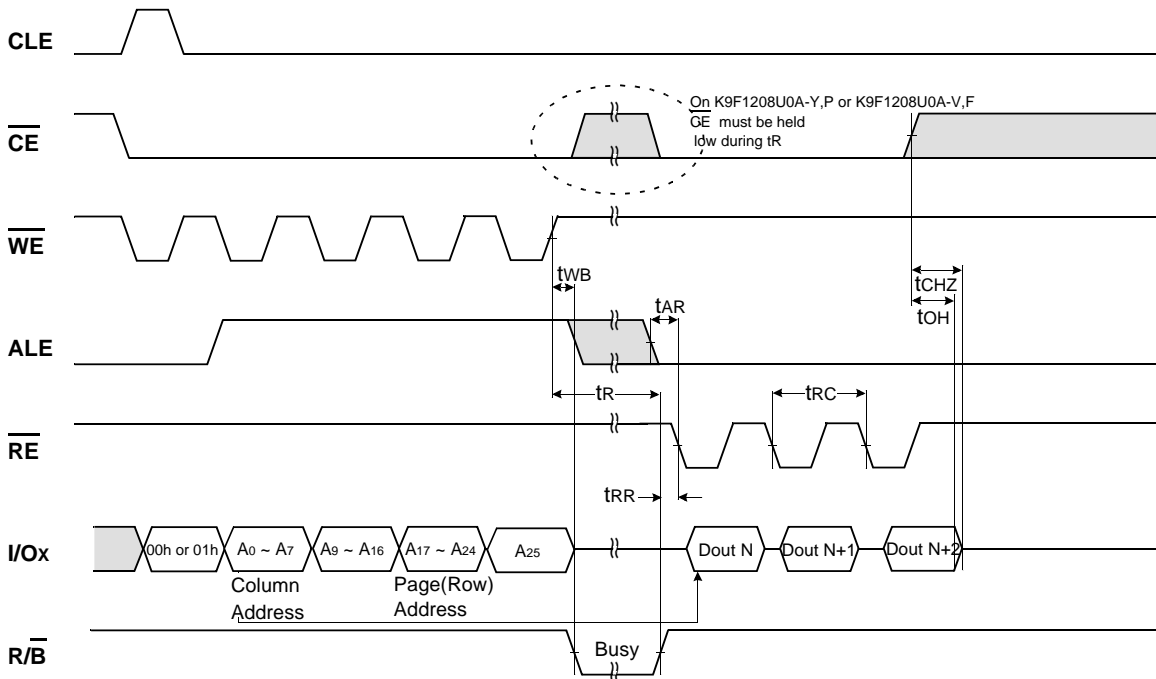 CLE
On K9F1208U0A-Y,P or K9F1208U0A-V,F
CE must be held
low during tR
CE
WE
tWB
tCHZ
tAR
tOH
ALE
tR
tRC
RE
tRR
I/Ox
00h or 01h
A0 ~ A7
A9 ~ A16
A17 ~ A24
A25
Dout N
Dout N+1
Dout N+2
Column
Address
Page(Row)
Address
R/B
Busy